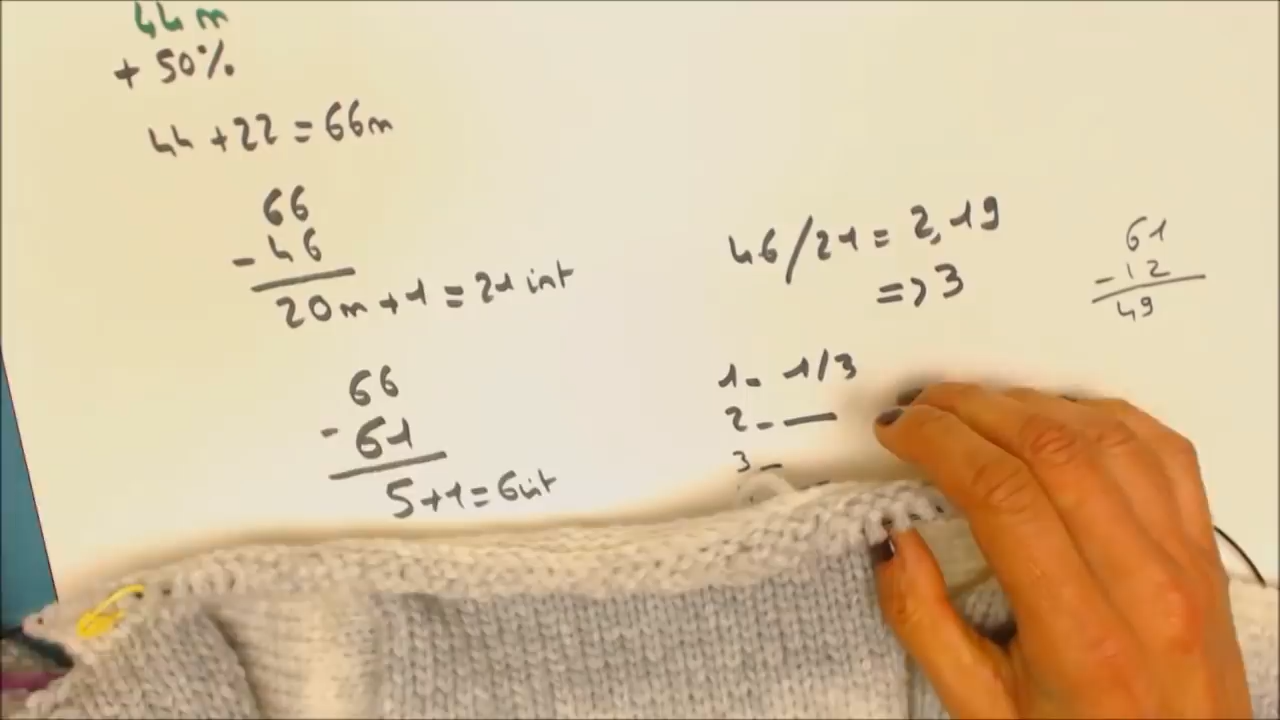 44 m
+ 50%
44 + 22 = 66m
66
- 46
20m + 1 = 21 int
66
- 61
5 + 1 = 6 int
46 / 21 = 2,19
=> 3
1 - 1/3
2 - —
3 -
61
- 12
49